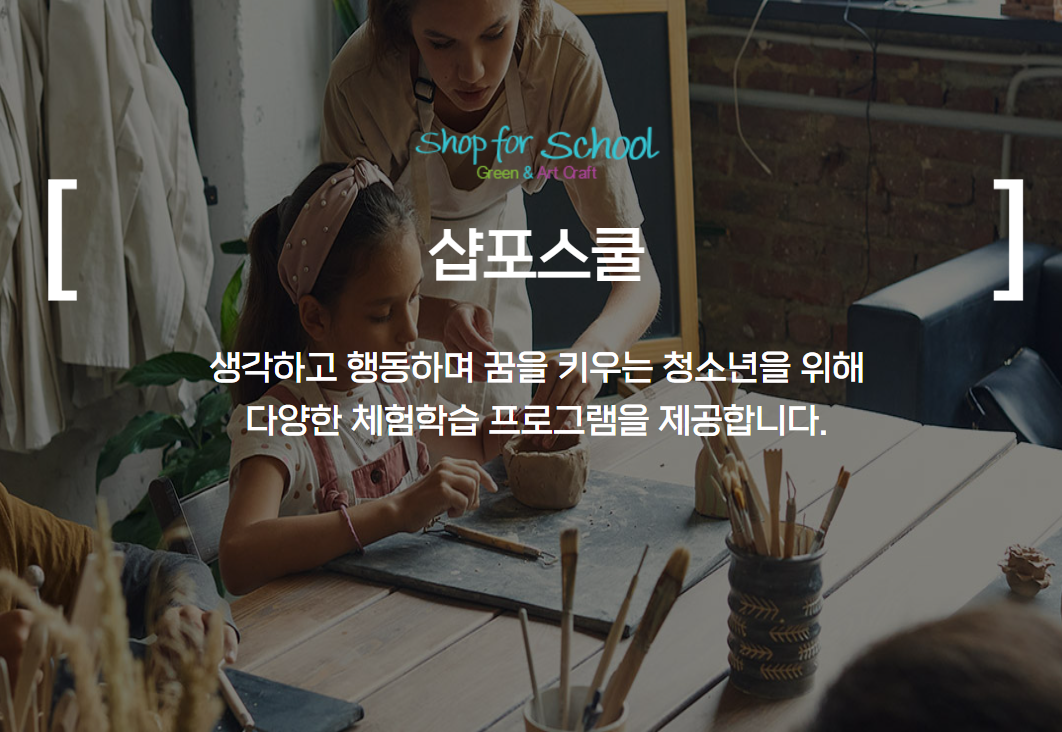 Shop for School
Green & Art Craft
[ 샵포스쿨 ]
생각하고 행동하며 꿈을 키우는 청소년을 위해
다양한 체험학습 프로그램을 제공합니다.